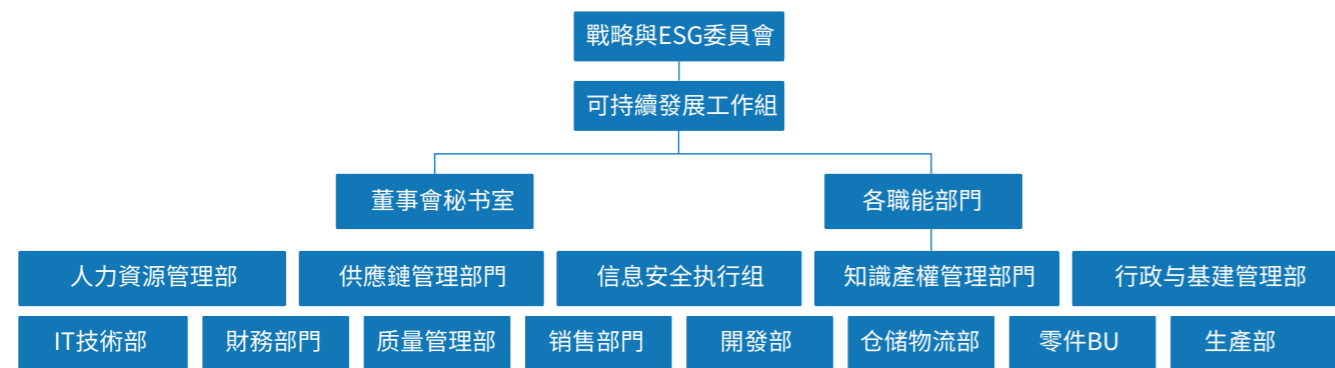 戰略與ESG委員會
可持續發展工作組
董事會秘书室 各職能部門
人力資源管理部 供應鏈管理部門 信息安全执行组 知識產權管理部門 行政与基建管理部
IT技術部 財務部門 质量管理部 销售部門 開發部 仓储物流部 零件BU 生產部